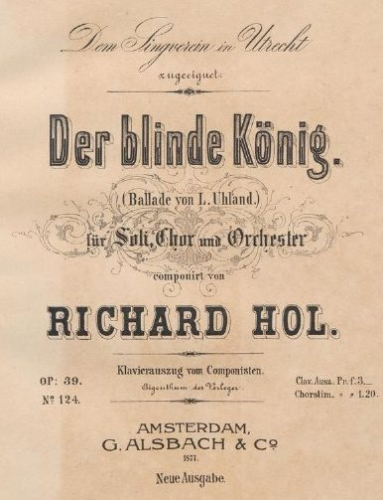 Dem Singverein in Utrecht
zugeeignet.
Der blinde König.
(Ballade von L. Uhland.)
für Soli, Chor und Orchester
componirt von
RICHARD HOL.
Klavierauszug vom Componisten.
Eigenthum der Verleger.
OP: 39.
No 124.
Clav. Ausz. Pr. f. 3.__
Chorstim. „ „ 1.20.
AMSTERDAM,
G. ALSBACH & Co
1877.
Neue Ausgabe.